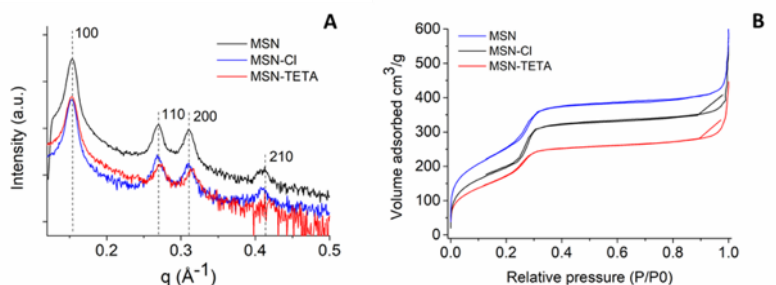 A
100
MSN
MSN-Cl
MSN-TETA
110
200
210
Intensity (a.u.)
0.2
0.3
0.4
0.5
q (Å-1)
B
MSN
MSN-Cl
MSN-TETA
600
500
400
300
200
100
0
Volume adsorbed cm3/g
0.0
0.2
0.4
0.6
0.8
1.0
Relative pressure (P/P0)